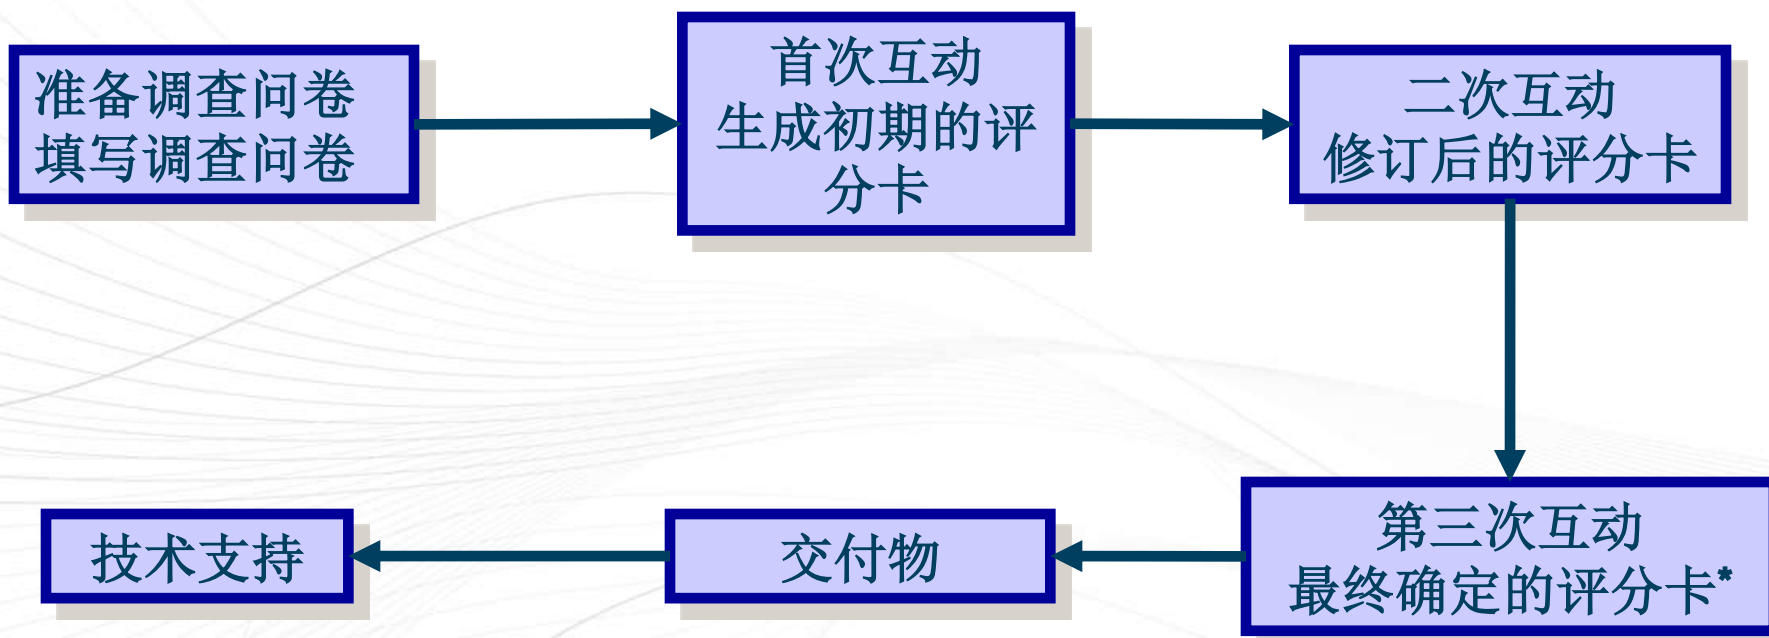 准备调查问卷
填写调查问卷
首次互动
生成初期的评
分卡
二次互动
修订后的评分卡
第三次互动
最终确定的评分卡*
交付物
技术支持